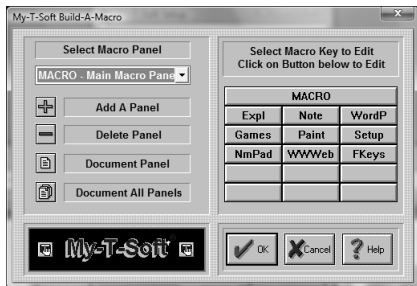 My-T-Soft Build-A-Macro
Select Macro Panel
MACRO - Main Macro Pane
Add A Panel
Delete Panel
Document Panel
Document All Panels
My-T-Soft
Select Macro Key to Edit
Click on Button below to Edit
MACRO
Expl Note WordP
Games Paint Setup
NmPad WWWeb FKeys
OK Cancel Help